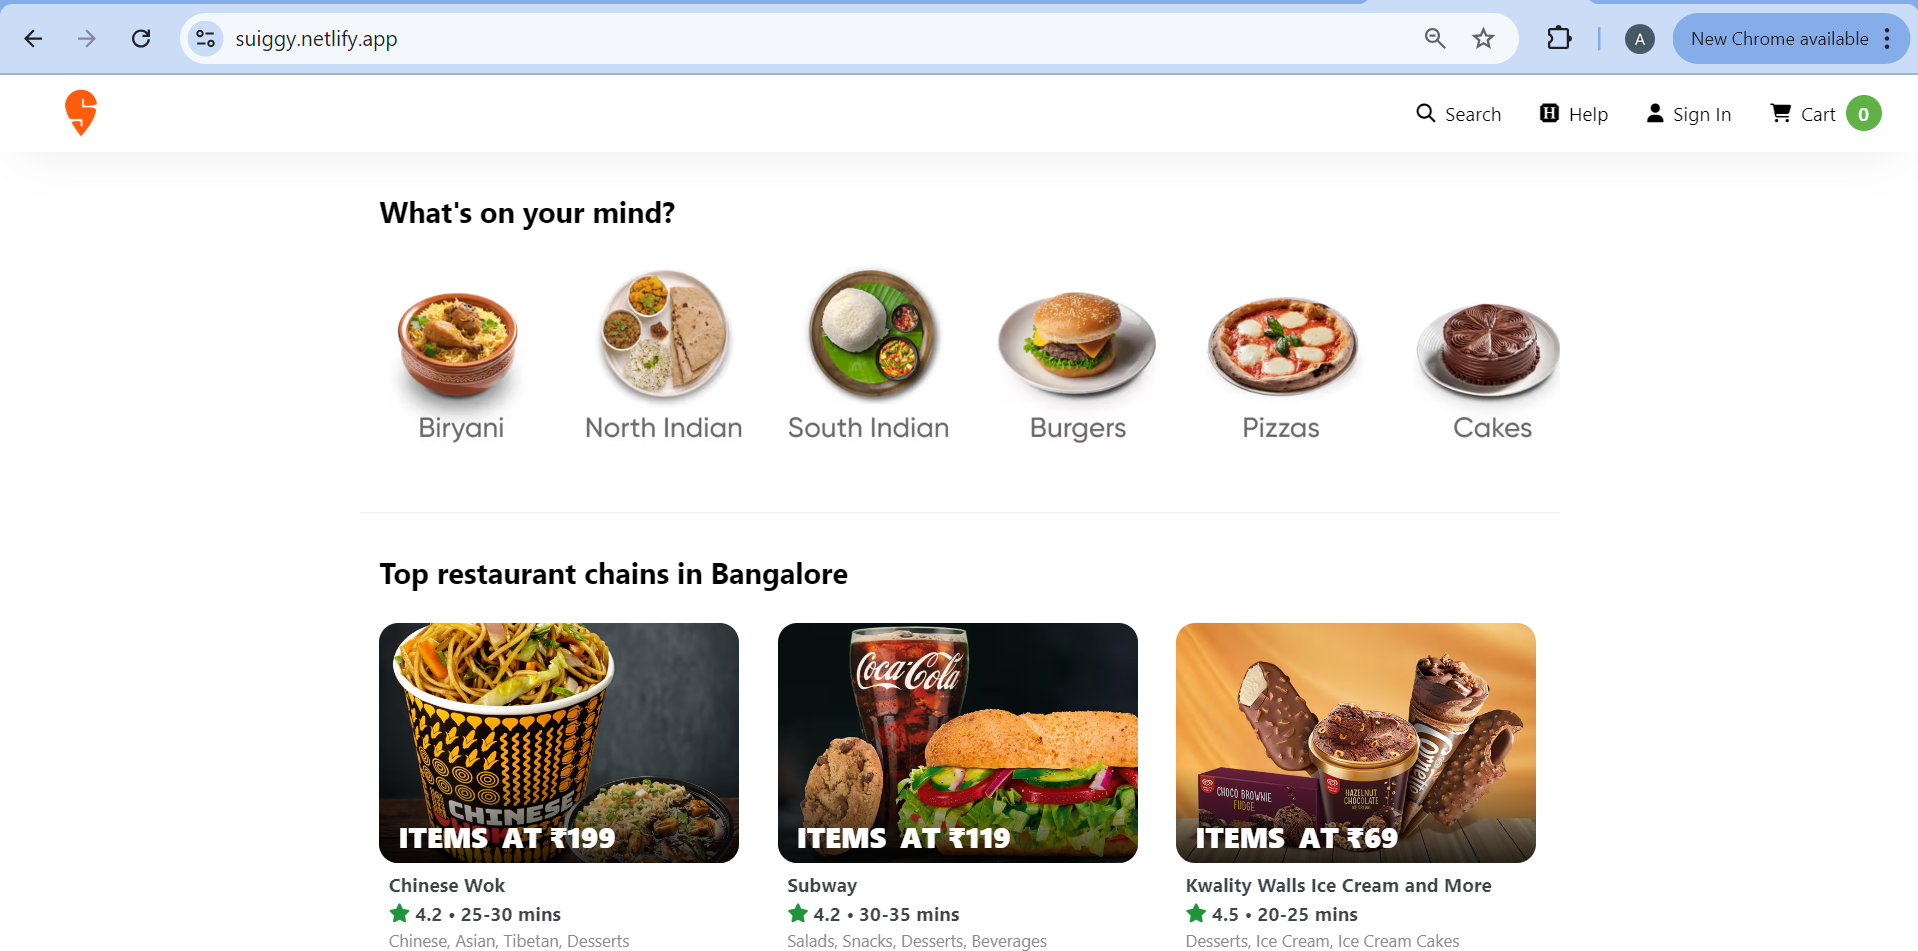 suiggy.netlify.app
A
New Chrome available
Search
Help
Sign In
Cart 0
What's on your mind?
Biryani
North Indian
South Indian
Burgers
Pizzas
Cakes
Top restaurant chains in Bangalore
CHINESE
ITEMS AT ₹199
Coca-Cola
ITEMS AT ₹119
CHOCO BROWNIE
FUDGE
HAZELNUT
CHOCOLATE
Cornetto
ITEMS AT ₹69
Chinese Wok
4.2 • 25-30 mins
Chinese, Asian, Tibetan, Desserts
Subway
4.2 • 30-35 mins
Salads, Snacks, Desserts, Beverages
Kwality Walls Ice Cream and More
4.5 • 20-25 mins
Desserts, Ice Cream, Ice Cream Cakes